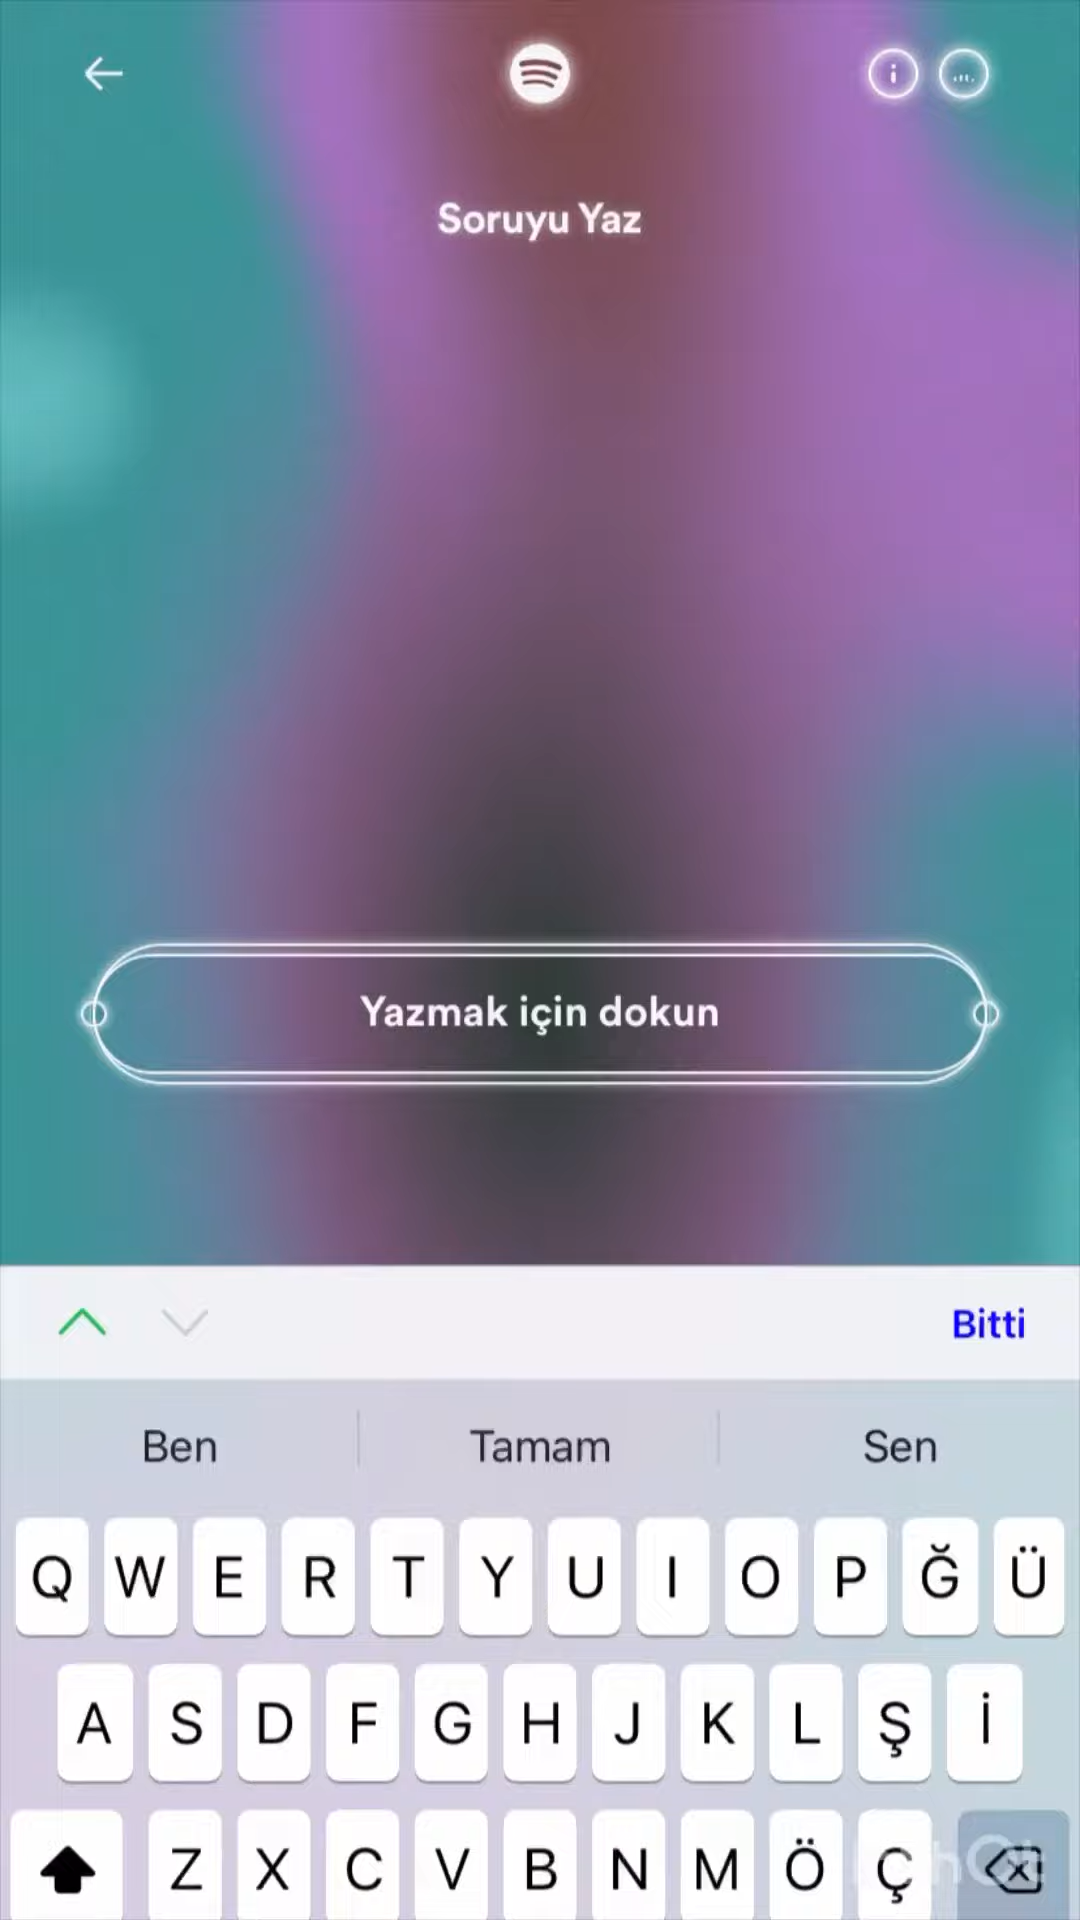 Soruyu Yaz
Yazmak için dokun
Bitti
Ben Tamam Sen
Q W E R T Y U I O P Ğ Ü
A S D F G H J K L Ş İ
Z X C V B N M Ö Ç